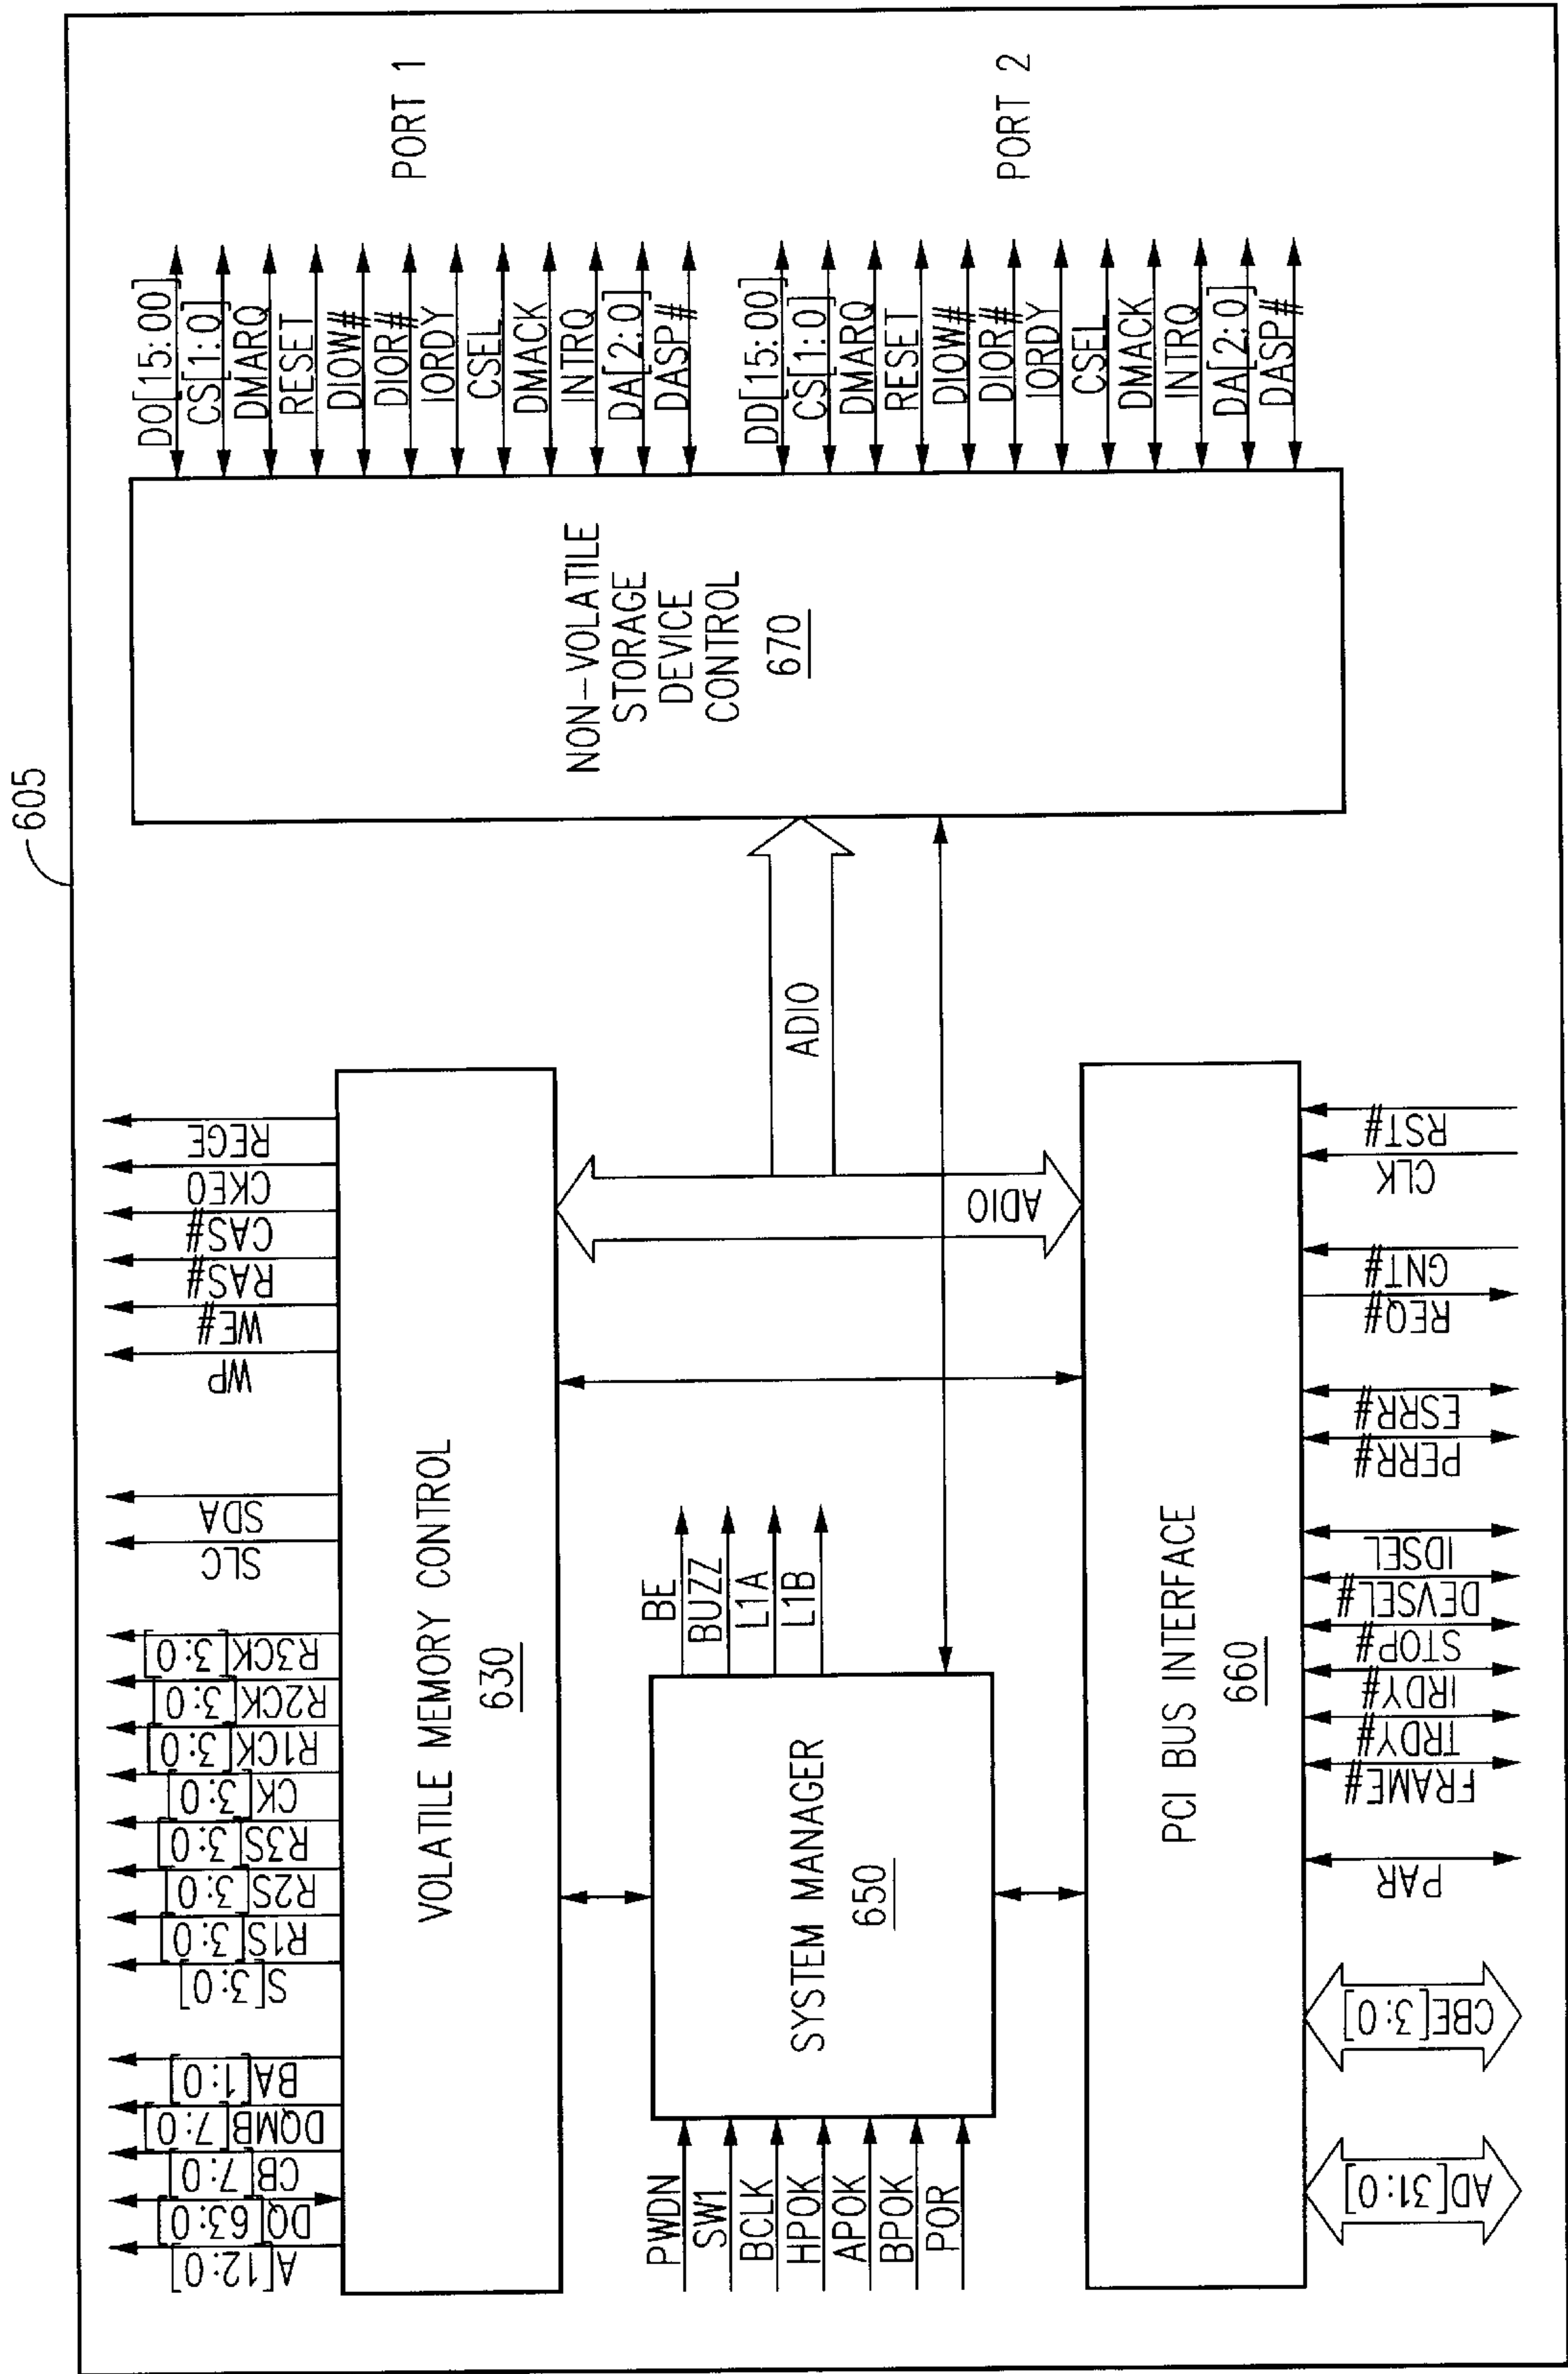 605
A[12:0]
DQ[63:0]
CB[7:0]
DQMB[7:0]
BA[1:0]
S[3:0]
R1S[3:0]
R2S[3:0]
R3S[3:0]
CK[3:0]
R1CK[3:0]
R2CK[3:0]
R3CK[3:0]
SLC
SDA
WP
WE#
RAS#
CAS#
CKE0
REGE
VOLATILE MEMORY CONTROL
630
PWDN
SW1
BCLK
HPOK
APOK
BPOK
POR
SYSTEM MANAGER
650
BE
BUZZ
L1A
L1B
ADIO
ADIO
PCI BUS INTERFACE
660
AD[31:0]
CBE[3:0]
PAR
FRAME#
TRDY#
IRDY#
STOP#
DEVSEL#
IDSEL
PERR#
ESRR#
REQ#
GNT#
CLK
RST#
NON-VOLATILE
STORAGE
DEVICE
CONTROL
670
DO[15:00]
CS[1:0]
DMARQ
RESET
DIOW#
DIOR#
IORDY
CSEL
DMACK
INTRQ
DA[2:0]
DASP#
PORT 1
DD[15:00]
CS[1:0]
DMARQ
RESET
DIOW#
DIOR#
IORDY
CSEL
DMACK
INTRQ
DA[2:0]
DASP#
PORT 2